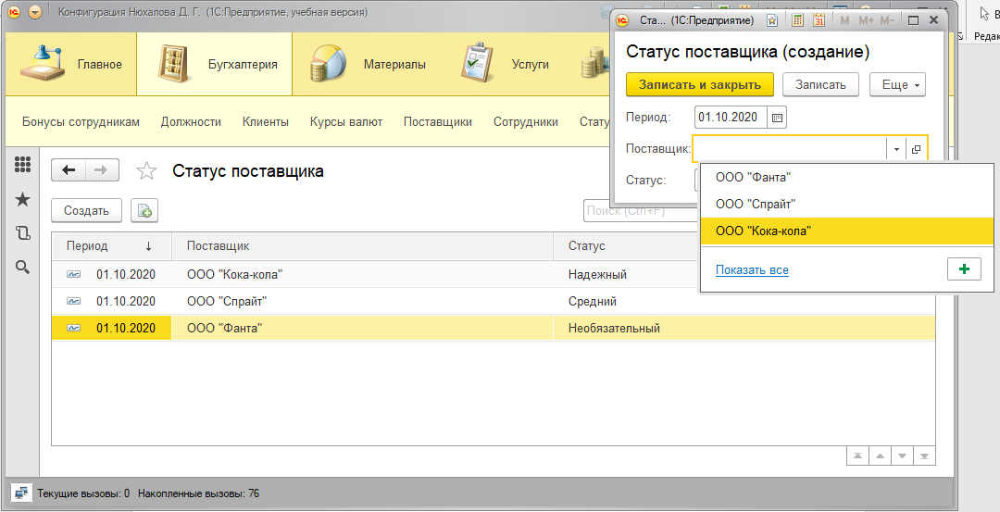 Конфигурация Нюхалова Д. Г. (1С:Предприятие, учебная версия)
Ста... (1С:Предприятие)
M M+ M-
Редак
Главное
Бухгалтерия
Материалы
Услуги
Статус поставщика (создание)
Записать и закрыть
Записать
Еще
Период: 01.10.2020
Бонусы сотрудникам Должности Клиенты Курсы валют Поставщики Сотрудники Стату
Поставщик:
Статус:
Статус поставщика
ООО "Фанта"
ООО "Спрайт"
ООО "Кока-кола"
Показать все
Создать
Поиск (Ctrl+F)
Период ↓ Поставщик Статус
01.10.2020 ООО "Кока-кола" Надежный
01.10.2020 ООО "Спрайт" Средний
01.10.2020 ООО "Фанта" Необязательный
Текущие вызовы: 0 Накопленные вызовы: 76